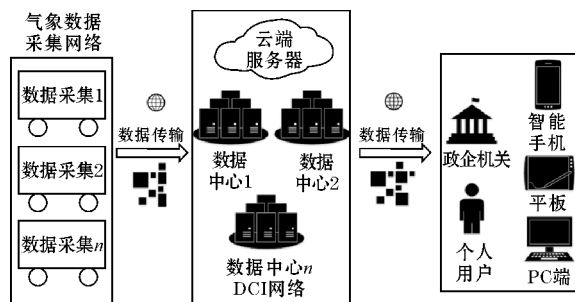 气象数据
采集网络
数据采集1
数据采集2
数据采集n
数据传输
云端
服务器
数据
中心1
数据
中心2
数据中心n
DCI网络
数据传输
政企机关
个人
用户
智能
手机
平板
PC端